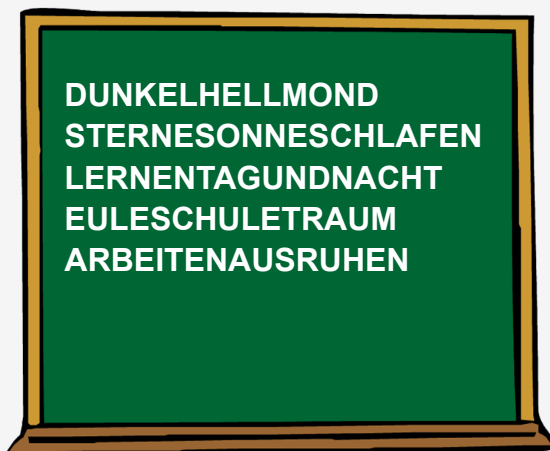 DUNKELHELLMOND
STERNESONNESCHLAFEN
LERNENTAGUNDNACHT
EULESCHULETRAUM
ARBEITENAUSRUHEN